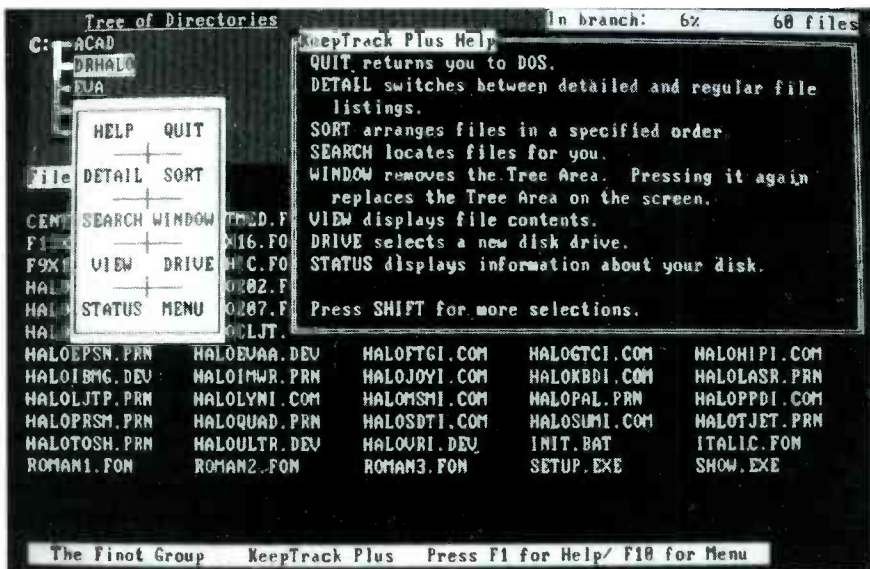 Tree of Directories
In branch: 6% 60 files
C: ACAD
DRHALO
EVA
KeepTrack Plus Help
QUIT returns you to DOS.
DETAIL switches between detailed and regular file
listings.
SORT arranges files in a specified order
SEARCH locates files for you.
WINDOW removes the Tree Area. Pressing it again
replaces the Tree Area on the screen.
VIEW displays file contents.
DRIVE selects a new disk drive.
STATUS displays information about your disk.
Press SHIFT for more selections.
HELP QUIT
DETAIL SORT
SEARCH WINDOW
VIEW DRIVE
STATUS MENU
File
HALOEPSN.PRN HALOEVAA.DEV HALOFTGI.COM HALOGTCI.COM HALOHIPI.COM
HALOIBMG.DEV HALOIMWR.PRN HALOJOYI.COM HALOKBDI.COM HALOLASR.PRN
HALOLJTP.PRN HALOLYNI.COM HALOMSMI.COM HALOPAL.PRN HALOPPDI.COM
HALOPRSM.PRN HALOQUAD.PRN HALOSDTI.COM HALOSUMI.COM HALOTJET.PRN
HALOTOSH.PRN HALOULTR.DEV HALOVRI.DEV INIT.BAT ITALIC.FON
ROMAN1.FON ROMAN2.FON ROMAN3.FON SETUP.EXE SHOW.EXE
The Finot Group KeepTrack Plus Press F1 for Help/ F10 for Menu